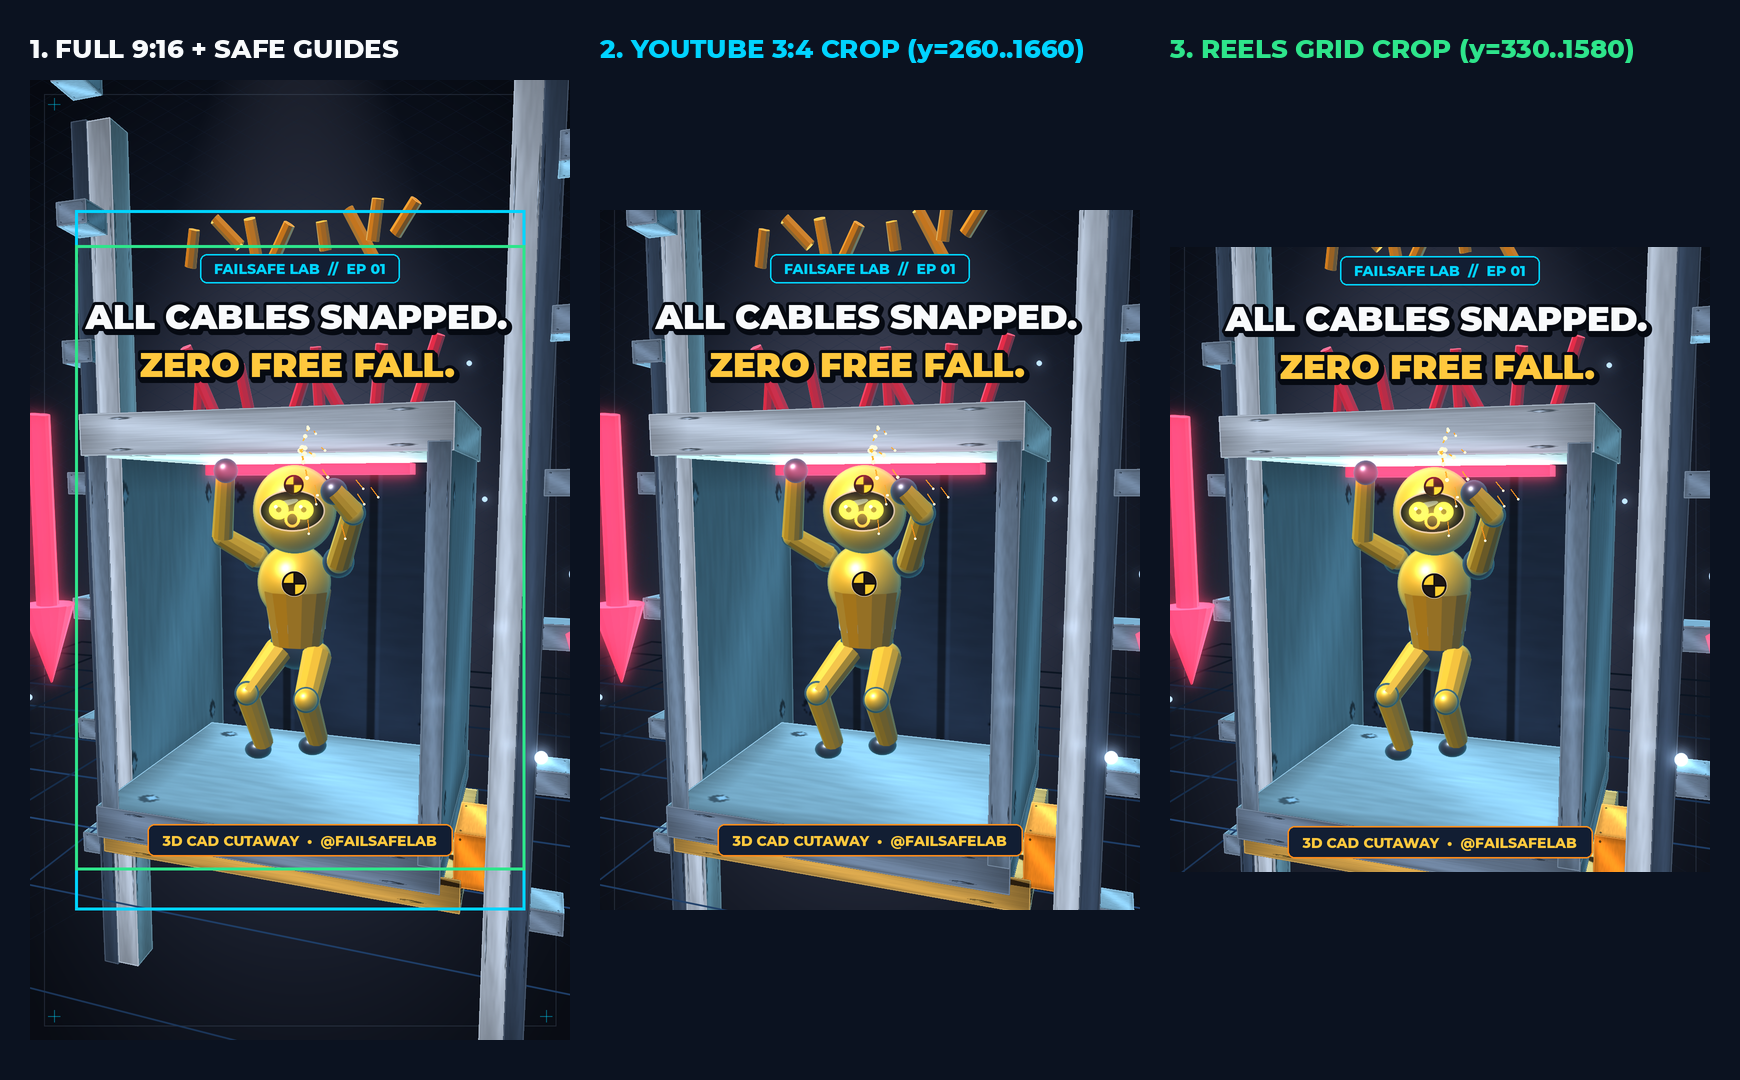 1. FULL 9:16 + SAFE GUIDES
FAILSAFE LAB // EP 01
ALL CABLES SNAPPED.
ZERO FREE FALL.
3D CAD CUTAWAY • @FAILSAFELAB
2. YOUTUBE 3:4 CROP (y=260..1660)
FAILSAFE LAB // EP 01
ALL CABLES SNAPPED.
ZERO FREE FALL.
3D CAD CUTAWAY • @FAILSAFELAB
3. REELS GRID CROP (y=330..1580)
FAILSAFE LAB // EP 01
ALL CABLES SNAPPED.
ZERO FREE FALL.
3D CAD CUTAWAY • @FAILSAFELAB